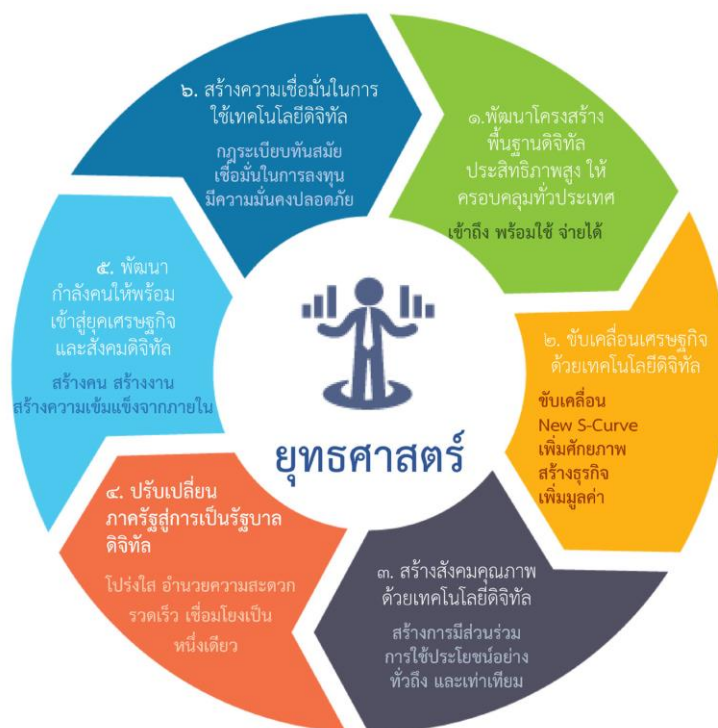 ๑.พัฒนาโครงสร้าง
พื้นฐานดิจิทัล
ประสิทธิภาพสูง ให้
ครอบคลุมทั่วประเทศ
เข้าถึง พร้อมใช้ จ่ายได้
๒. ขับเคลื่อนเศรษฐกิจ
ด้วยเทคโนโลยีดิจิทัล
ขับเคลื่อน
New S-Curve
เพิ่มศักยภาพ
สร้างธุรกิจ
เพิ่มมูลค่า
๓. สร้างสังคมคุณภาพ
ด้วยเทคโนโลยีดิจิทัล
สร้างการมีส่วนร่วม
การใช้ประโยชน์อย่าง
ทั่วถึง และเท่าเทียม
๔. ปรับเปลี่ยน
ภาครัฐสู่การเป็นรัฐบาล
ดิจิทัล
โปร่งใส อำนวยความสะดวก
รวดเร็ว เชื่อมโยงเป็น
หนึ่งเดียว
๕. พัฒนา
กำลังคนให้พร้อม
เข้าสู่ยุคเศรษฐกิจ
และสังคมดิจิทัล
สร้างคน สร้างงาน
สร้างความเข้มแข็งจากภายใน
๖. สร้างความเชื่อมั่นในการ
ใช้เทคโนโลยีดิจิทัล
กฎระเบียบทันสมัย
เชื่อมั่นในการลงทุน
มีความมั่นคงปลอดภัย
ยุทธศาสตร์